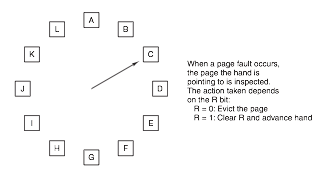 A
L
B
K
C
When a page fault occurs,
the page the hand is
pointing to is inspected.
The action taken depends
on the R bit:
R = 0: Evict the page
R = 1: Clear R and advance hand
J
D
I
E
H
F
G